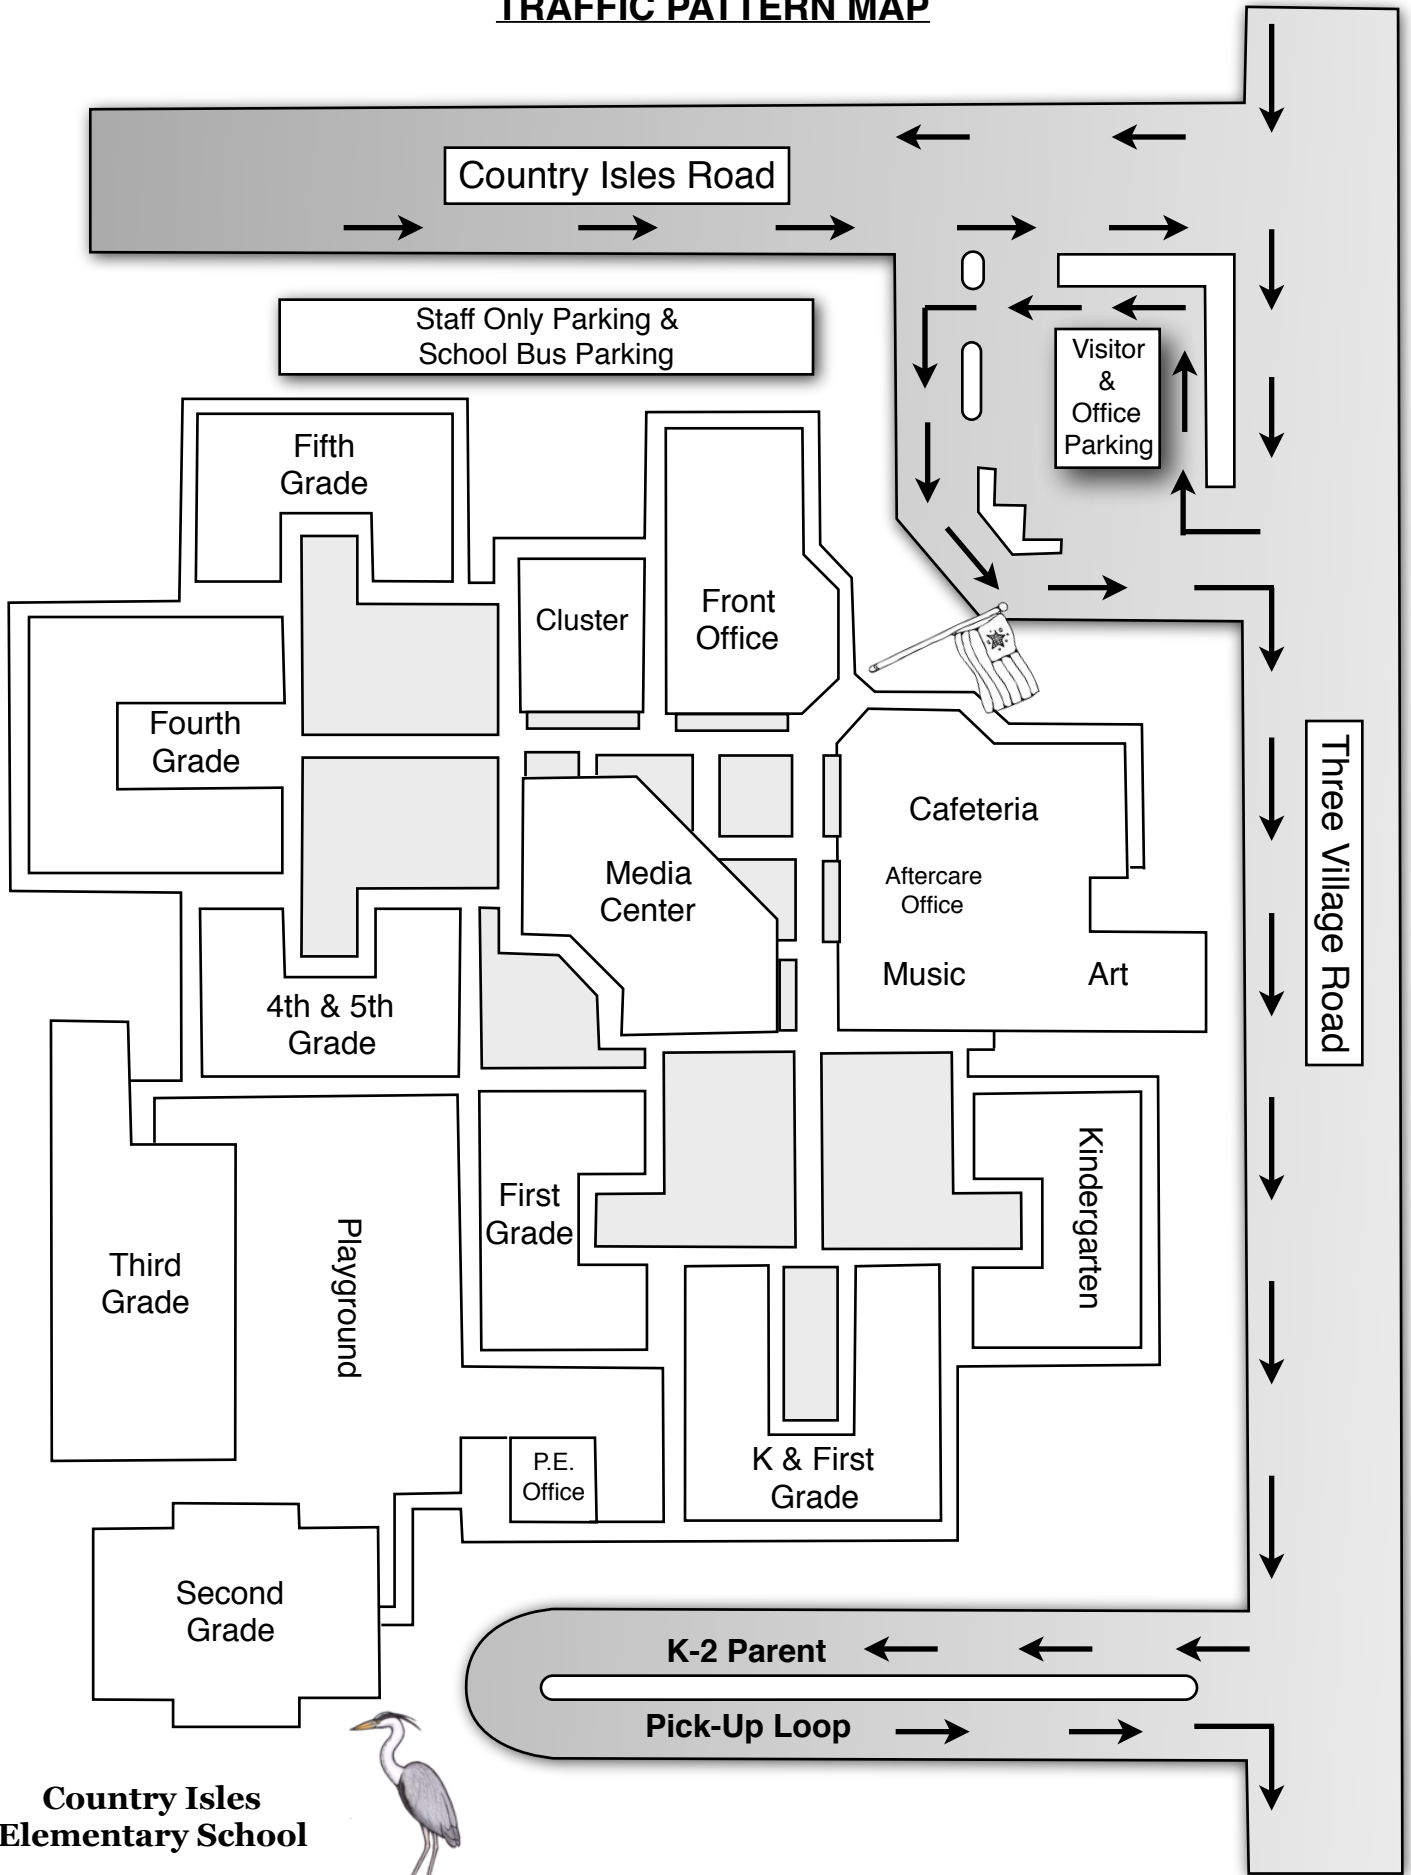 TRAFFIC PATTERN MAP
Country Isles Road
Staff Only Parking &
School Bus Parking
Visitor
&
Office
Parking
Fifth
Grade
Cluster
Front
Office
Fourth
Grade
Three Village Road
Cafeteria
Media
Center
Aftercare
Office
Music
Art
4th & 5th
Grade
Kindergarten
First
Grade
Playground
Third
Grade
K & First
Grade
P.E.
Office
Second
Grade
K-2 Parent
Pick-Up Loop
Country Isles
Elementary School